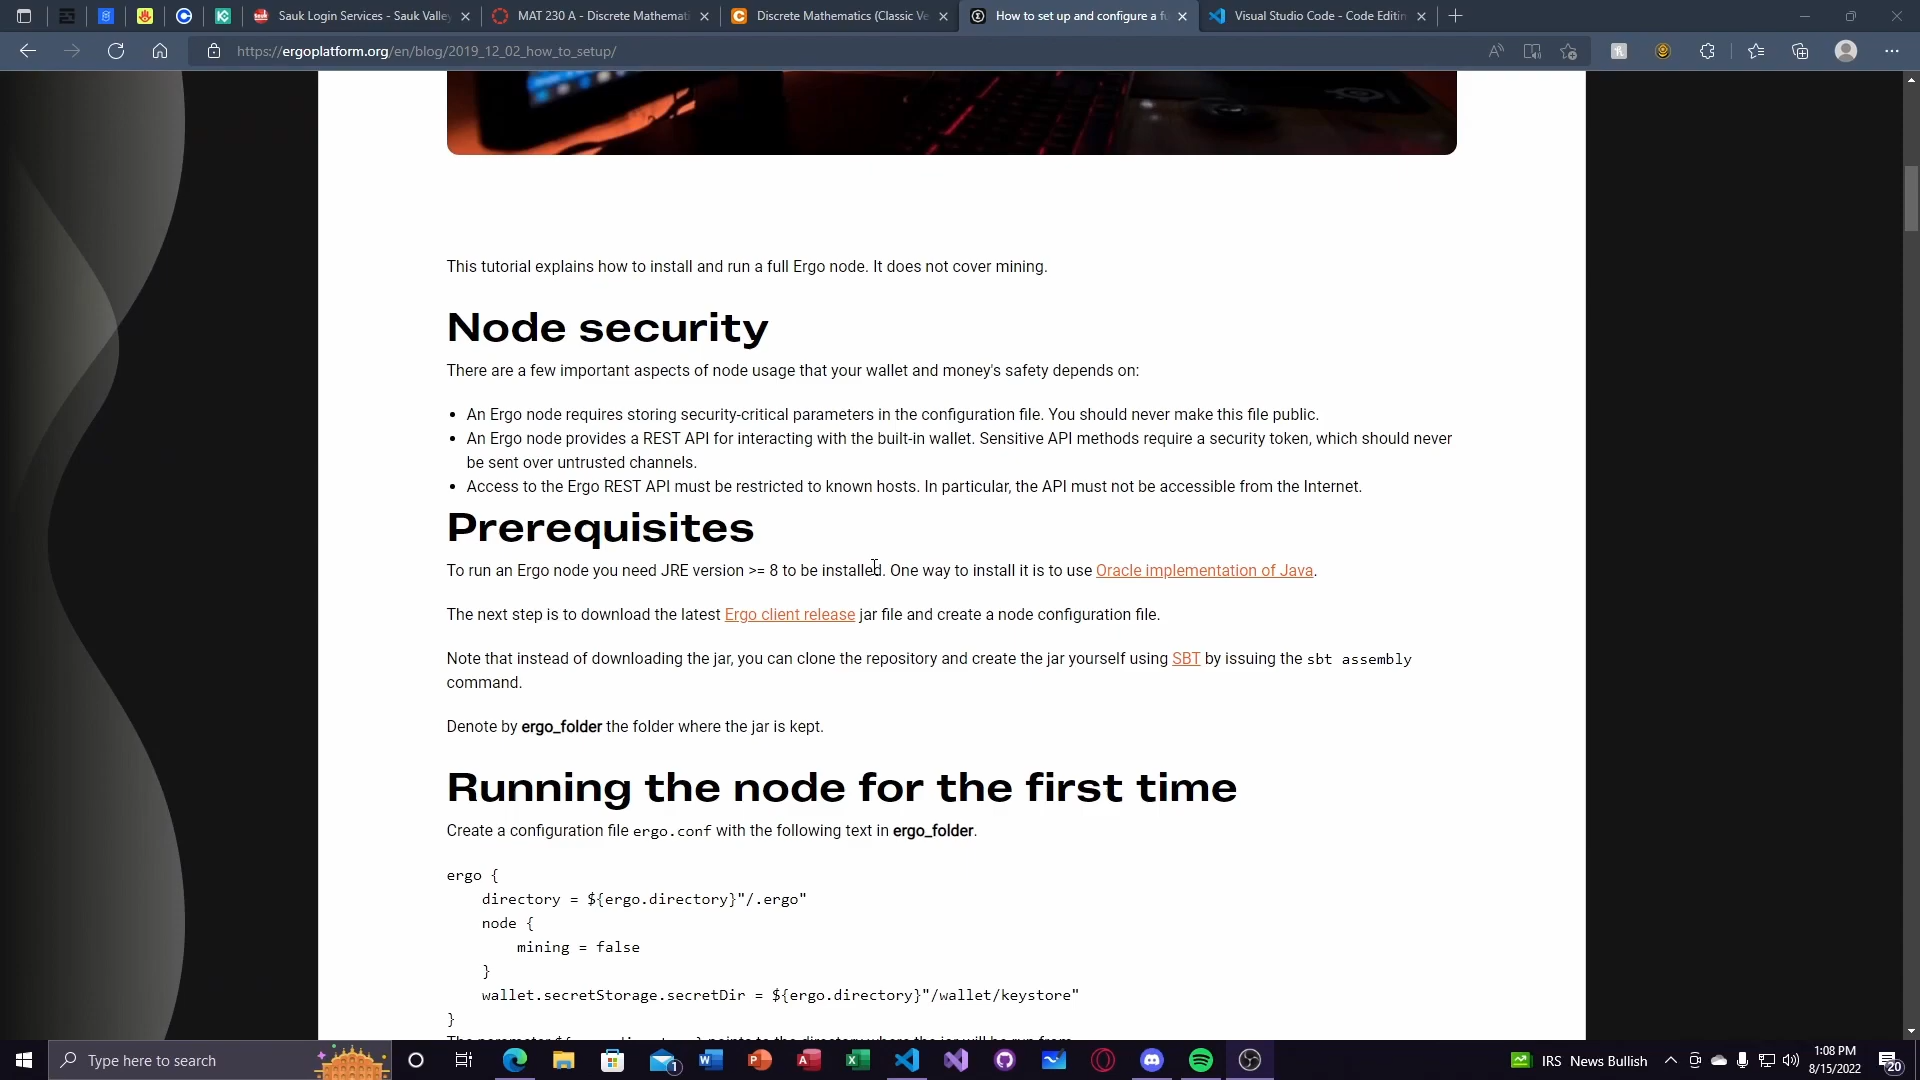 Sauk Login Services - Sauk Valley
MAT 230 A - Discrete Mathemati
Discrete Mathematics (Classic Ve
How to set up and configure a fu
Visual Studio Code - Code Editin
https://ergoplatform.org/en/blog/2019_12_02_how_to_setup/
This tutorial explains how to install and run a full Ergo node. It does not cover mining.
Node security
There are a few important aspects of node usage that your wallet and money's safety depends on:
• An Ergo node requires storing security-critical parameters in the configuration file. You should never make this file public.
• An Ergo node provides a REST API for interacting with the built-in wallet. Sensitive API methods require a security token, which should never
be sent over untrusted channels.
• Access to the Ergo REST API must be restricted to known hosts. In particular, the API must not be accessible from the Internet.
Prerequisites
To run an Ergo node you need JRE version >= 8 to be installed. One way to install it is to use Oracle implementation of Java.
The next step is to download the latest Ergo client release jar file and create a node configuration file.
Note that instead of downloading the jar, you can clone the repository and create the jar yourself using SBT by issuing the sbt assembly
command.
Denote by ergo_folder the folder where the jar is kept.
Running the node for the first time
Create a configuration file ergo.conf with the following text in ergo_folder.
ergo {
directory = ${ergo.directory}"/.ergo"
node {
mining = false
}
wallet.secretStorage.secretDir = ${ergo.directory}"/wallet/keystore"
}
Type here to search
1
IRS News Bullish
1:08 PM
8/15/2022
20